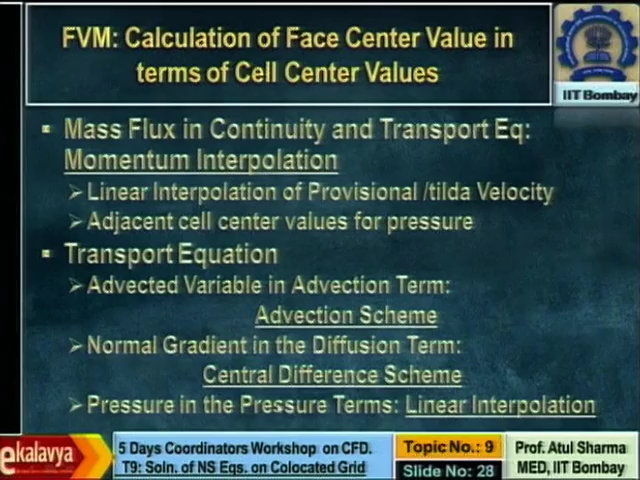 FVM: Calculation of Face Center Value in
terms of Cell Center Values
IIT Bombay
▪ Mass Flux in Continuity and Transport Eq:
Momentum Interpolation
➢Linear Interpolation of Provisional /tilda Velocity
➢Adjacent cell center values for pressure
▪ Transport Equation
➢Advected Variable in Advection Term:
Advection Scheme
➢Normal Gradient in the Diffusion Term:
Central Difference Scheme
➢Pressure in the Pressure Terms: Linear Interpolation
ekalavya
5 Days Coordinators Workshop on CFD.
T9: Soln. of NS Eqs. on Colocated Grid
Topic No.: 9
Slide No.: 28
Prof. Atul Sharma
MED, IIT Bombay